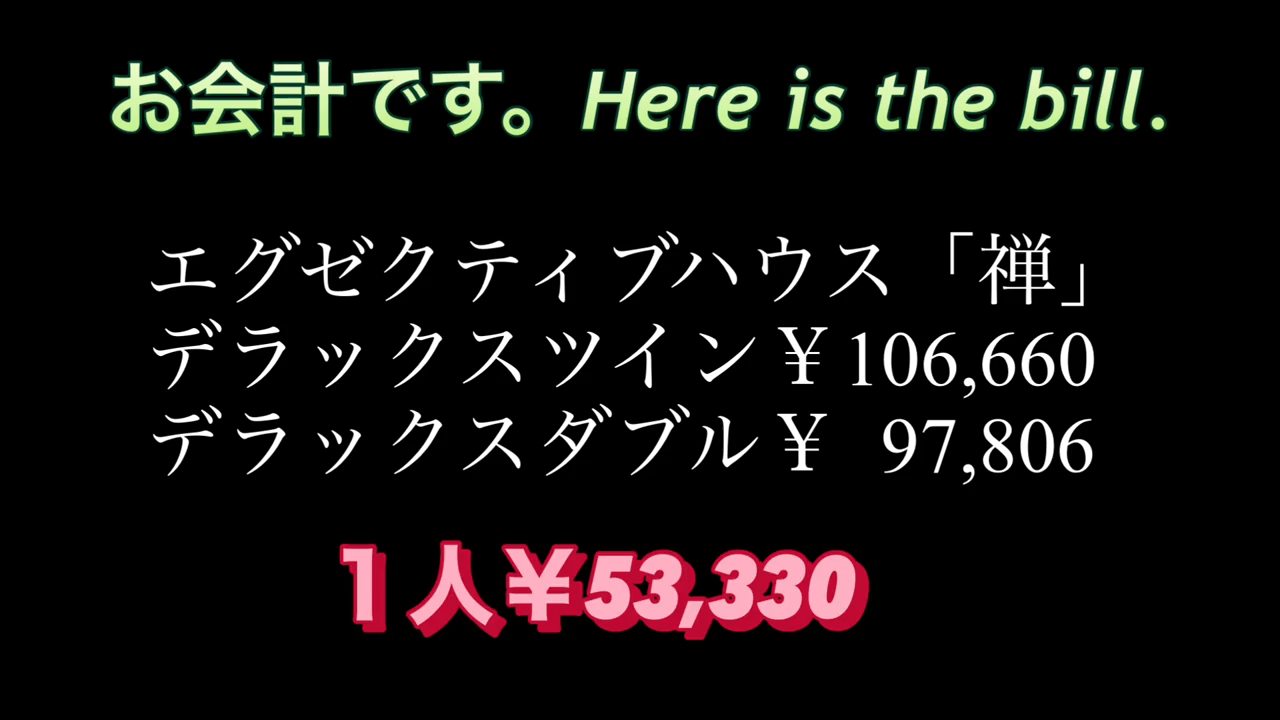 お会計です。Here is the bill.
エグゼクティブハウス「禅」
デラックスツイン￥106,660
デラックスダブル￥ 97,806
1人￥53,330